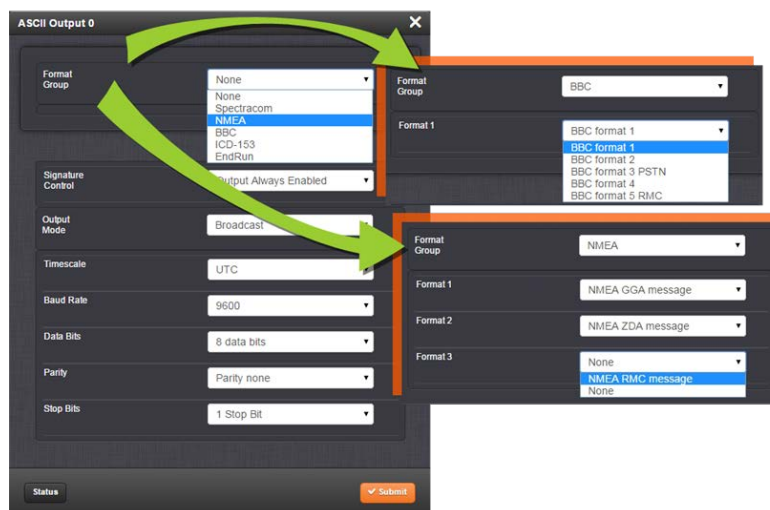 ASCII Output 0
Format
Group
None
None
Spectracom
NMEA
BBC
ICD-153
EndRun
Signature
Control
Output Always Enabled
Output
Mode
Broadcast
Timescale
UTC
Baud Rate
9600
Data Bits
8 data bits
Parity
Parity none
Stop Bits
1 Stop Bit
Status
Submit
Format
Group
BBC
Format 1
BBC format 1
BBC format 1
BBC format 2
BBC format 3 PSTN
BBC format 4
BBC format 5 RMC
Format
Group
NMEA
Format 1
NMEA GGA message
Format 2
NMEA ZDA message
Format 3
None
NMEA RMC message
None